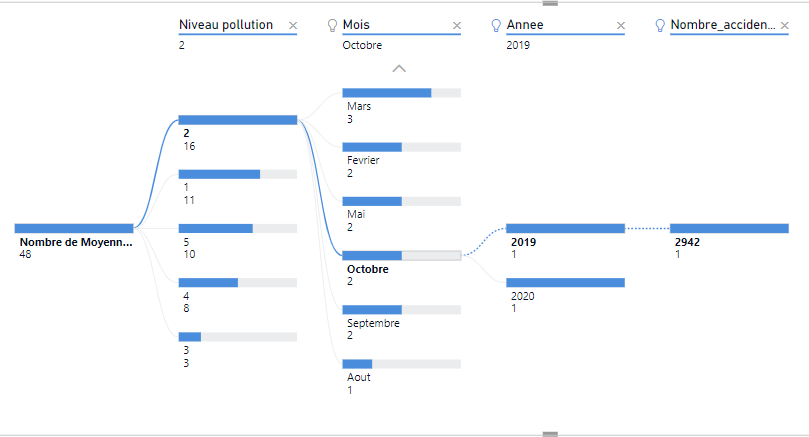 Niveau pollution
2
Mois
Octobre
Annee
2019
Nombre_acciden...
Nombre de Moyenn...
48
2
16
1
11
5
10
4
8
3
3
Mars
3
Fevrier
2
Mai
2
Octobre
2
Septembre
2
Aout
1
2019
1
2020
1
2942
1